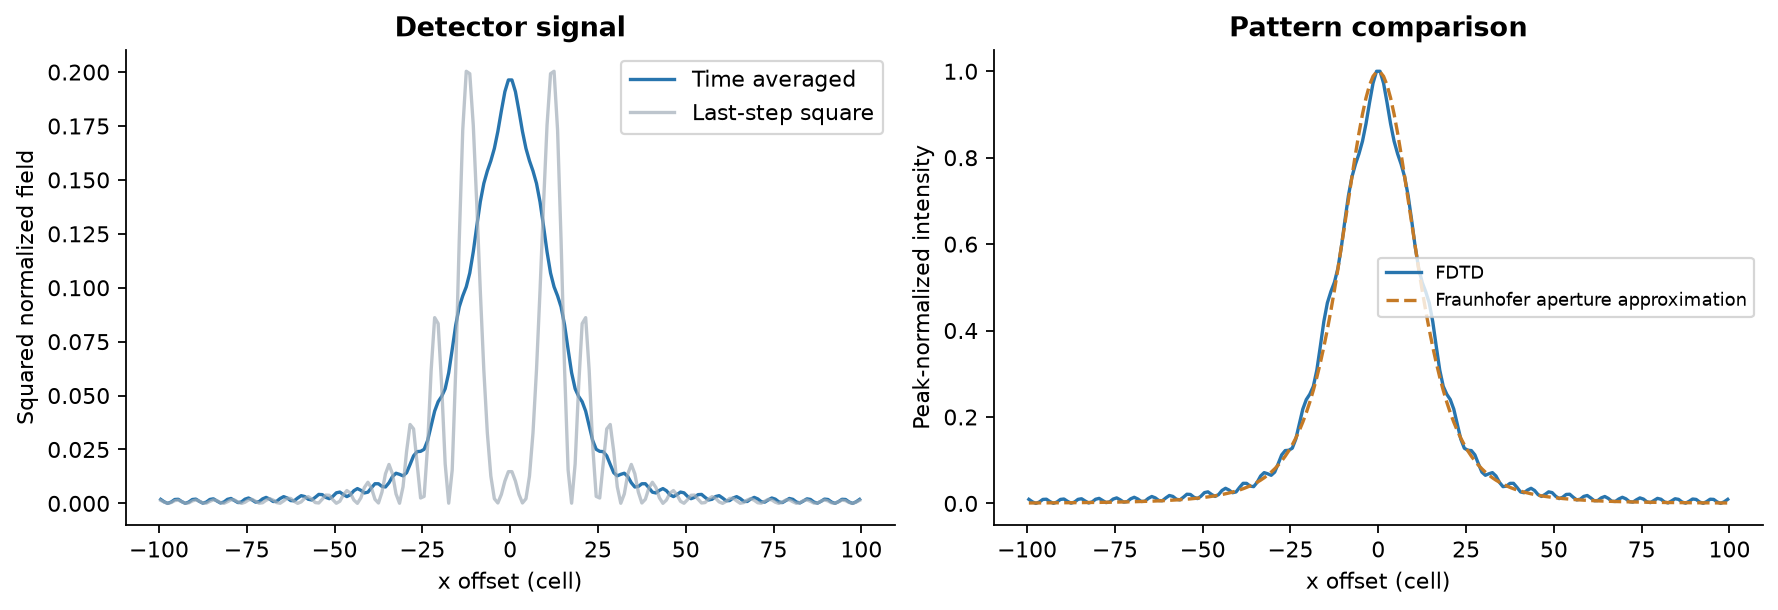 Detector signal
Squared normalized field
0.200
0.175
0.150
0.125
0.100
0.075
0.050
0.025
0.000
Time averaged
Last-step square
−100 −75 −50 −25 0 25 50 75 100
x offset (cell)
Pattern comparison
Peak-normalized intensity
1.0
0.8
0.6
0.4
0.2
0.0
FDTD
Fraunhofer aperture approximation
−100 −75 −50 −25 0 25 50 75 100
x offset (cell)